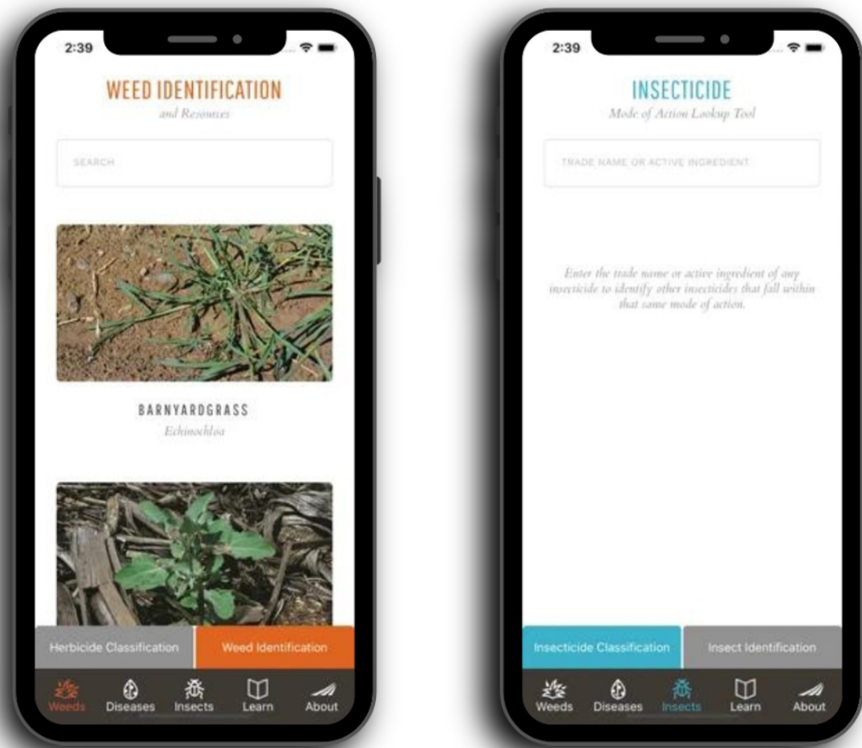 2:39
WEED IDENTIFICATION
and Resources
SEARCH
BARNYARDGRASS
Echinochloa
Herbicide Classification
Weed Identification
Weeds
Diseases
Insects
Learn
About
2:39
INSECTICIDE
Mode of Action Lookup Tool
TRADE NAME OR ACTIVE INGREDIENT
Enter the trade name or active ingredient of any
insecticide to identify other insecticides that fall within
that same mode of action.
Insecticide Classification
Insect Identification
Weeds
Diseases
Insects
Learn
About